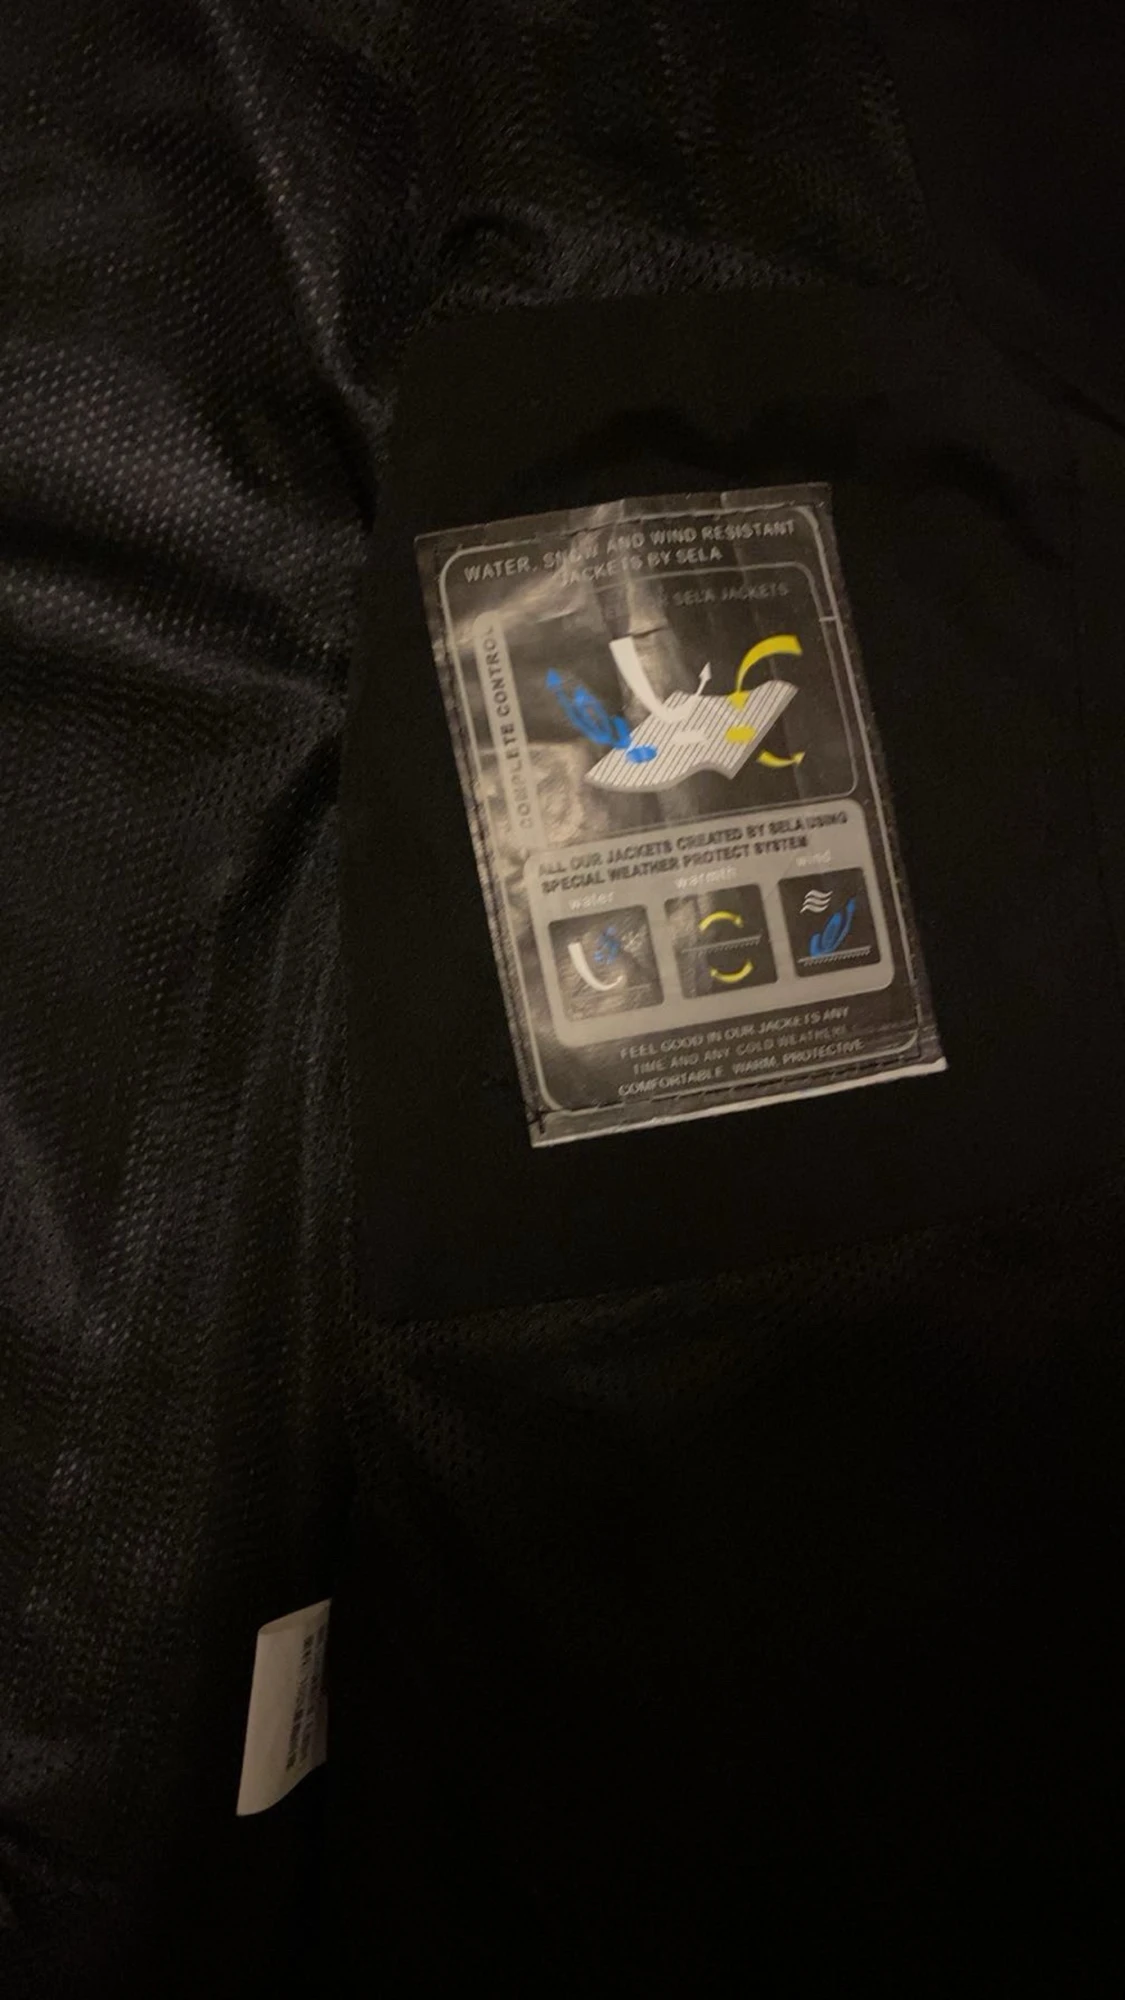 WATER, SNOW AND WIND RESISTANT
JACKETS BY SELA
SELA JACKETS
COMPLETE CONTROL
ALL OUR JACKETS CREATED BY SELA USING
SPECIAL WEATHER PROTECT SYSTEM
water
warmth
wind
FEEL GOOD IN OUR JACKETS ANY
TIME AND ANY COLD WEATHER!
COMFORTABLE, WARM, PROTECTIVE